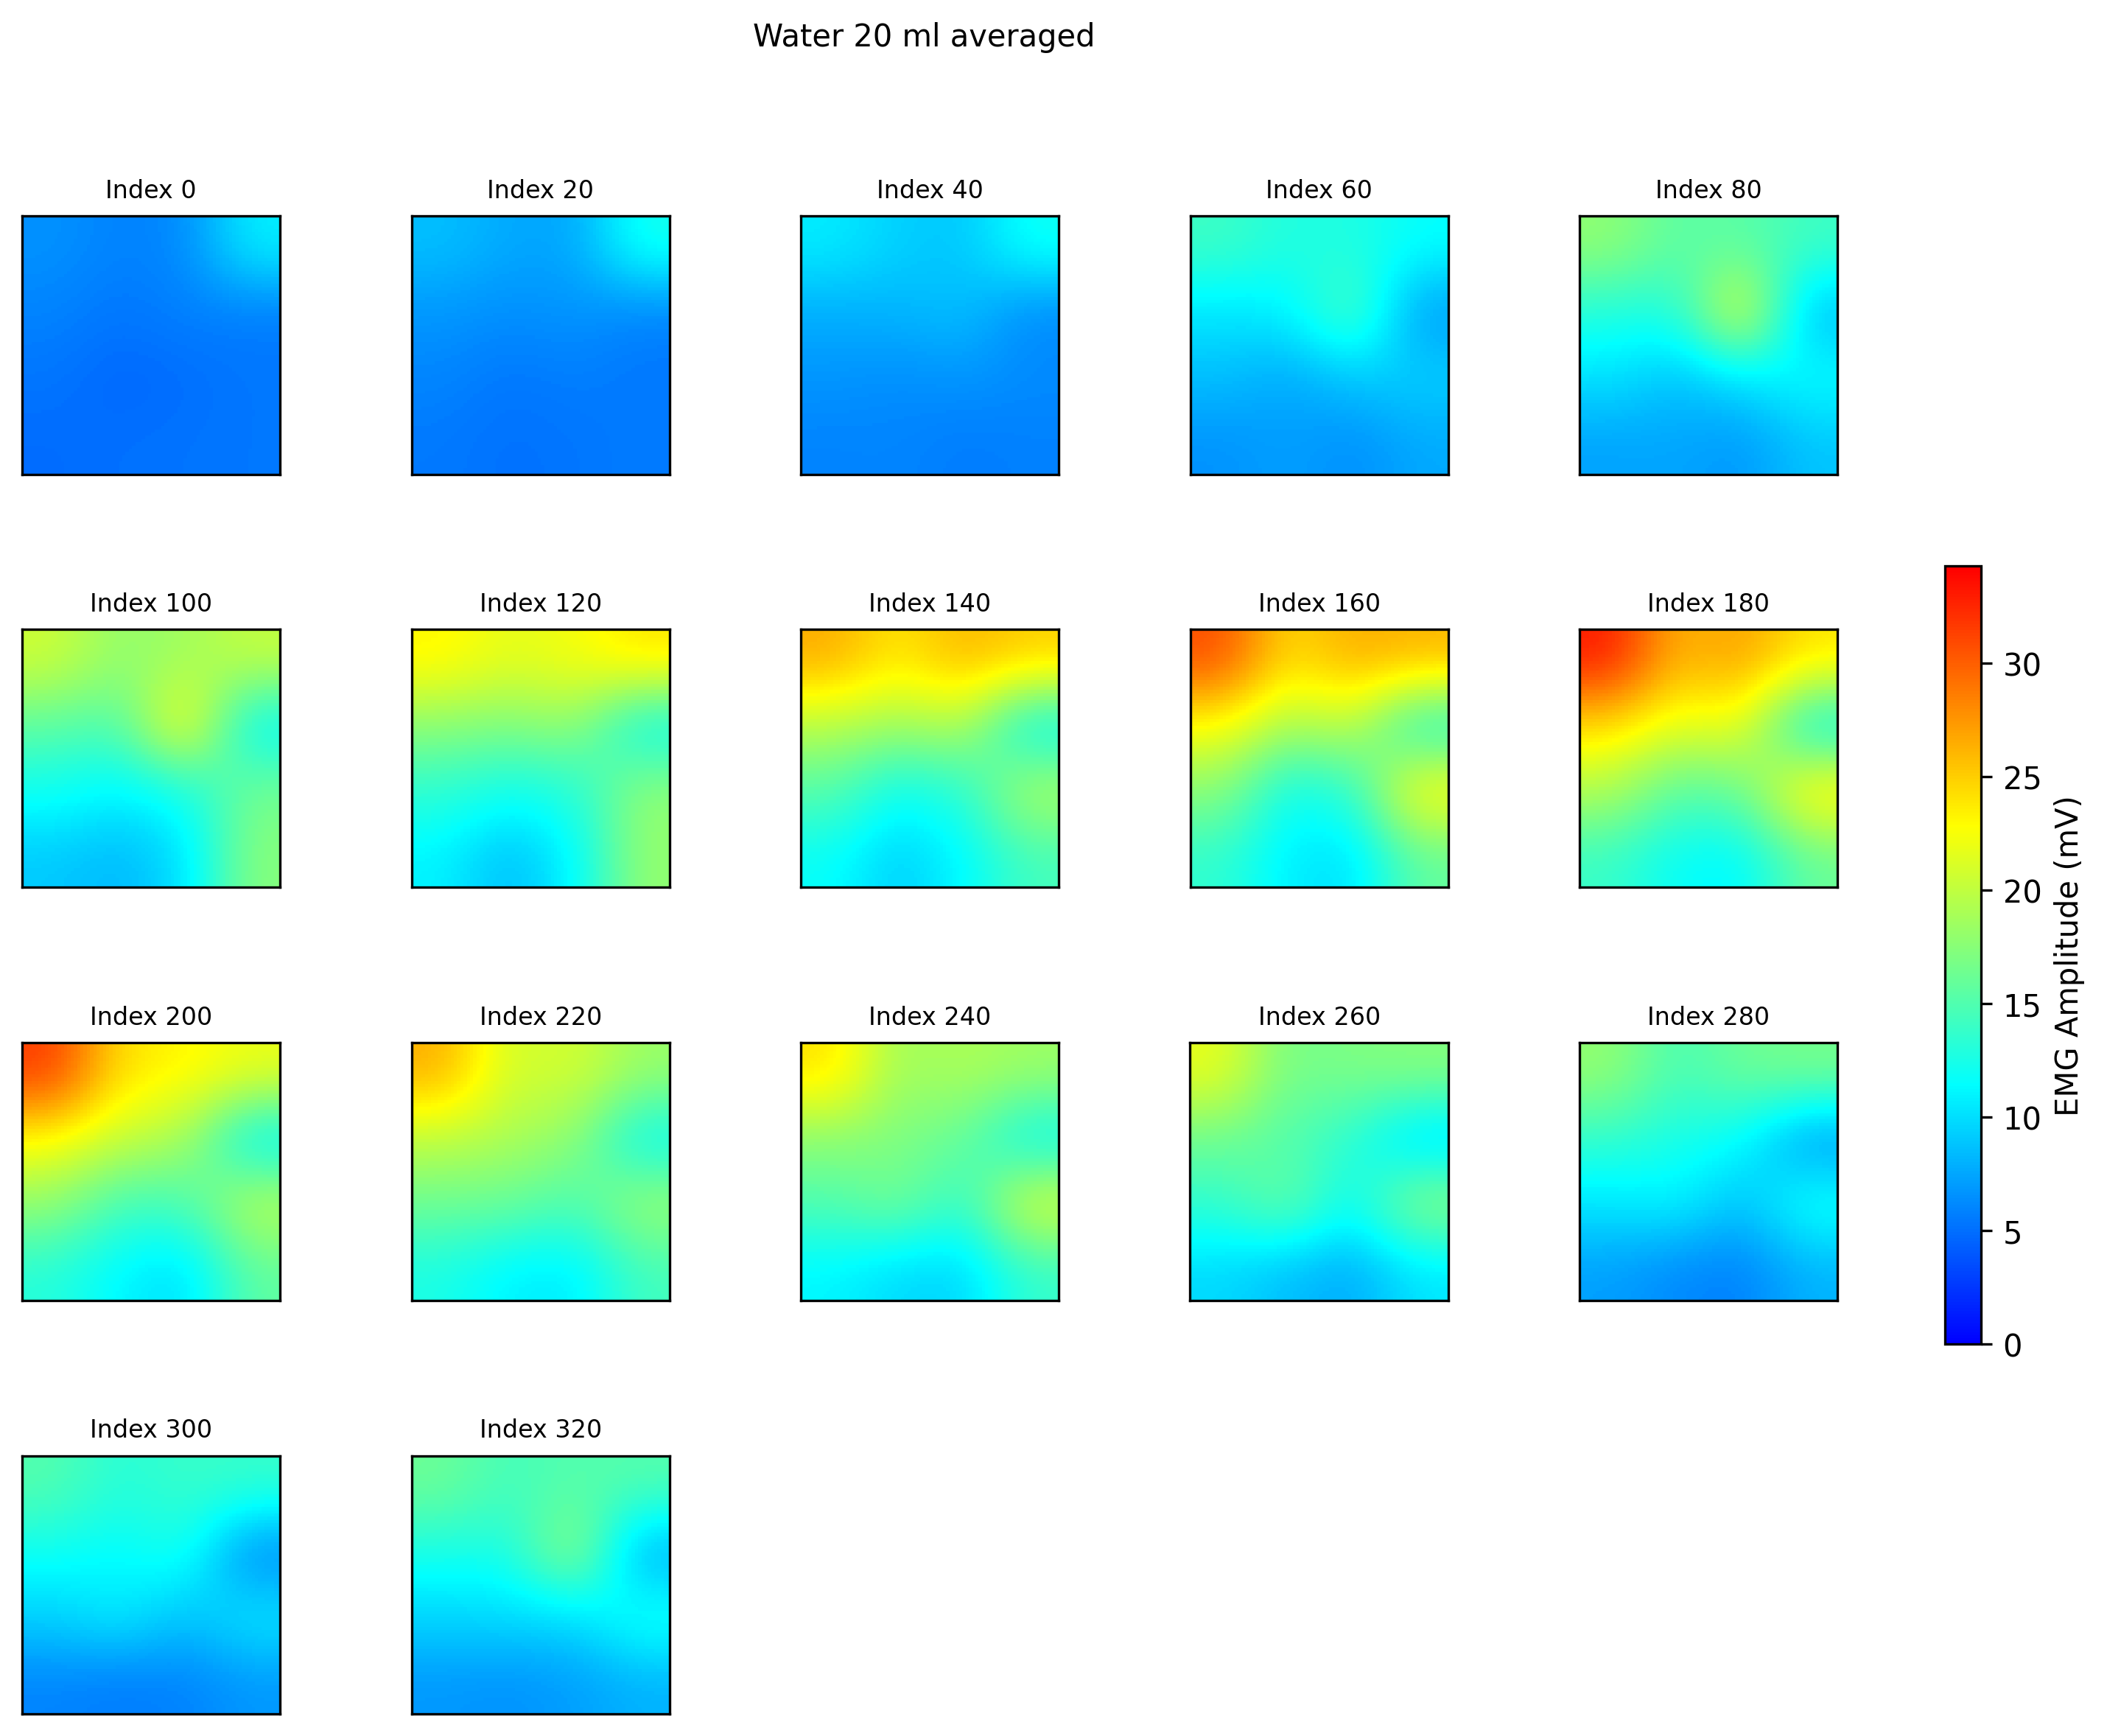 Water 20 ml averaged
Index 0
Index 20
Index 40
Index 60
Index 80
Index 100
Index 120
Index 140
Index 160
Index 180
Index 200
Index 220
Index 240
Index 260
Index 280
Index 300
Index 320
30
25
20
15
10
5
0
EMG Amplitude (mV)